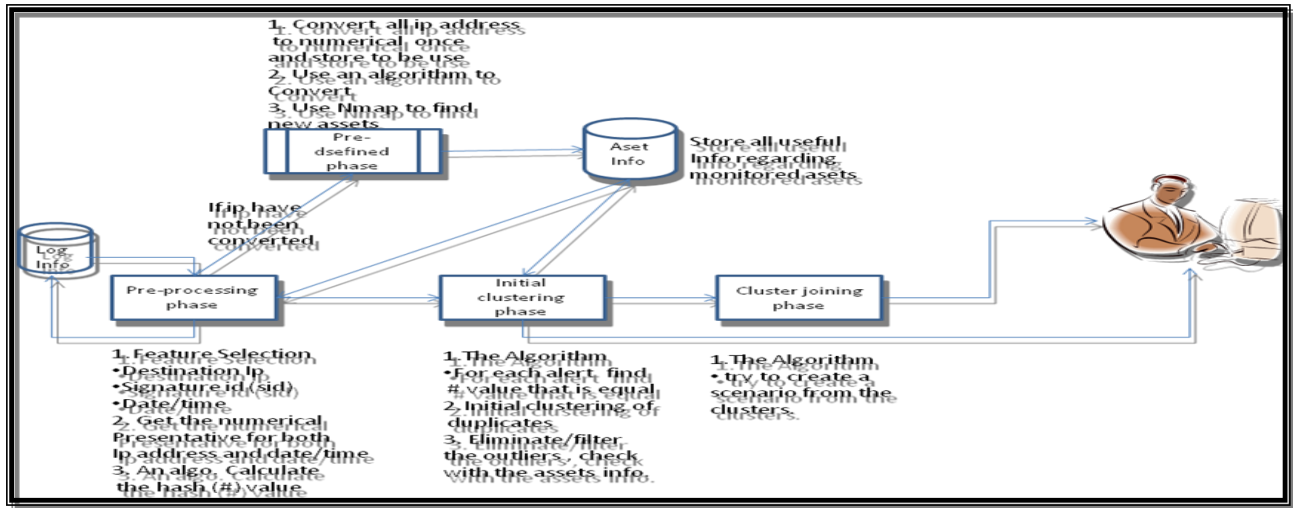 1. Convert all ip address
to numerical once
and store to be use
2. Use an algorithm to
Convert
3. Use Nmap to find
new assets
Pre-
dsefined
phase
Aset
Info
Store all useful
Info regarding
monitored asets
If ip have
not been
converted
Log
Info
Pre-processing
phase
Initial
clustering
phase
Cluster joining
phase
1. Feature Selection
•Destination Ip
•Signature id (sid)
•Date/time
2. Get the numerical
Presentative for both
Ip address and date/time
3. An algo. Calculate
the hash (#) value
1.The Algorithm
•For each alert find
# value that is equal
2.Initial clustering of
duplicates
3. Eliminate/filter
the outliers , check
with the assets info.
1.The Algorithm
• try to create a
scenario from the
clusters.